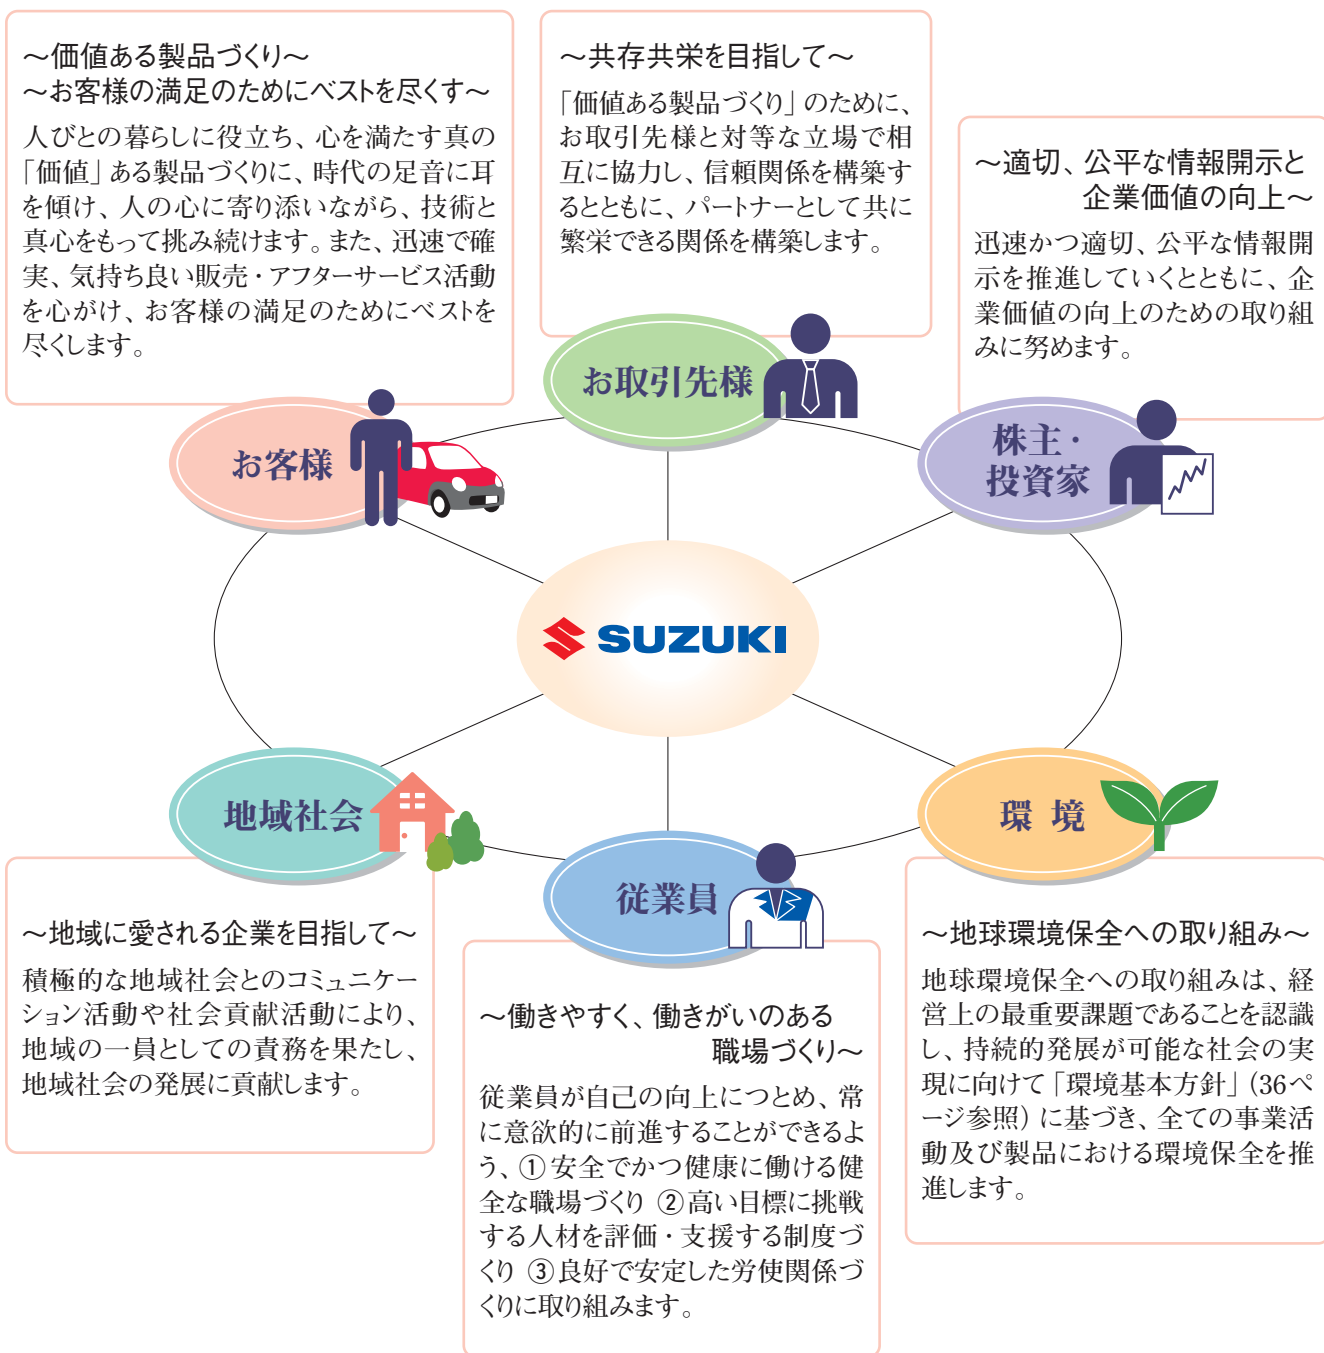 ～価値ある製品づくり～
～お客様の満足のためにベストを尽くす～
人びとの暮らしに役立ち、心を満たす真の
「価値」ある製品づくりに、時代の足音に耳
を傾け、人の心に寄り添いながら、技術と
真心をもって挑み続けます。また、迅速で確
実、気持ち良い販売・アフターサービス活動
を心がけ、お客様の満足のためにベストを
尽くします。
～共存共栄を目指して～
「価値ある製品づくり」のために、
お取引先様と対等な立場で相
互に協力し、信頼関係を構築す
るとともに、パートナーとして共に
繁栄できる関係を構築します。
～適切、公平な情報開示と
企業価値の向上～
迅速かつ適切、公平な情報開
示を推進していくとともに、企
業価値の向上のための取り組
みに努めます。
お取引先様
お客様
株主・
投資家
SUZUKI
地域社会
環 境
従業員
～地域に愛される企業を目指して～
積極的な地域社会とのコミュニケー
ション活動や社会貢献活動により、
地域の一員としての責務を果たし、
地域社会の発展に貢献します。
～働きやすく、働きがいのある
職場づくり～
従業員が自己の向上につとめ、常
に意欲的に前進することができるよ
う、①安全でかつ健康に働ける健
全な職場づくり ②高い目標に挑戦
する人材を評価・支援する制度づ
くり ③良好で安定した労使関係づ
くりに取り組みます。
～地球環境保全への取り組み～
地球環境保全への取り組みは、経
営上の最重要課題であることを認識
し、持続的発展が可能な社会の実
現に向けて「環境基本方針」（36ペ
ージ参照）に基づき、全ての事業活
動及び製品における環境保全を推
進します。